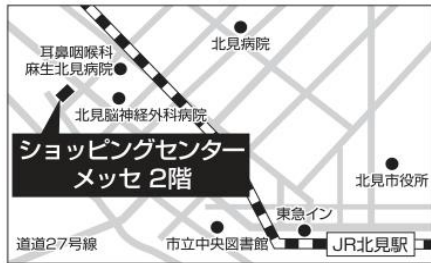 北見病院
耳鼻咽喉科
麻生北見病院
北見脳神経外科病院
ショッピングセンター
メッセ 2階
北見市役所
東急イン
道道27号線
市立中央図書館
JR北見駅